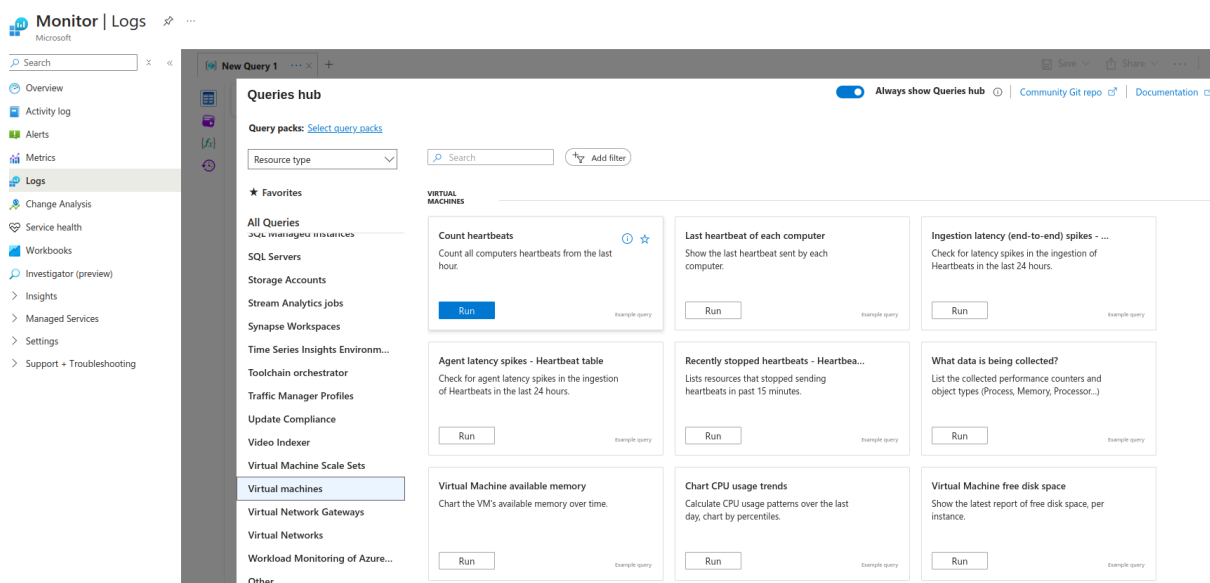 Monitor | Logs
Microsoft
Search
Overview
Activity log
Alerts
Metrics
Logs
Change Analysis
Service health
Workbooks
Investigator (preview)
Insights
Managed Services
Settings
Support + Troubleshooting
New Query 1
Save
Share
Queries hub
Always show Queries hub
Community Git repo
Documentation
Query packs: Select query packs
Resource type
Search
Add filter
★ Favorites
All Queries
SQL Managed Instances
SQL Servers
Storage Accounts
Stream Analytics jobs
Synapse Workspaces
Time Series Insights Environm...
Toolchain orchestrator
Traffic Manager Profiles
Update Compliance
Video Indexer
Virtual Machine Scale Sets
Virtual machines
Virtual Network Gateways
Virtual Networks
Workload Monitoring of Azure...
Other
VIRTUAL
MACHINES
Count heartbeats
Count all computers heartbeats from the last
hour.
Run
Example query
Last heartbeat of each computer
Show the last heartbeat sent by each
computer.
Run
Example query
Ingestion latency (end-to-end) spikes - ...
Check for latency spikes in the ingestion of
Heartbeats in the last 24 hours.
Run
Example query
Agent latency spikes - Heartbeat table
Check for agent latency spikes in the ingestion
of Heartbeats in the last 24 hours.
Run
Example query
Recently stopped heartbeats - Heartbea...
Lists resources that stopped sending
heartbeats in past 15 minutes.
Run
Example query
What data is being collected?
List the collected performance counters and
object types (Process, Memory, Processor...)
Run
Example query
Virtual Machine available memory
Chart the VM's available memory over time.
Run
Example query
Chart CPU usage trends
Calculate CPU usage patterns over the last
day, chart by percentiles.
Run
Example query
Virtual Machine free disk space
Show the latest report of free disk space, per
instance.
Run
Example query